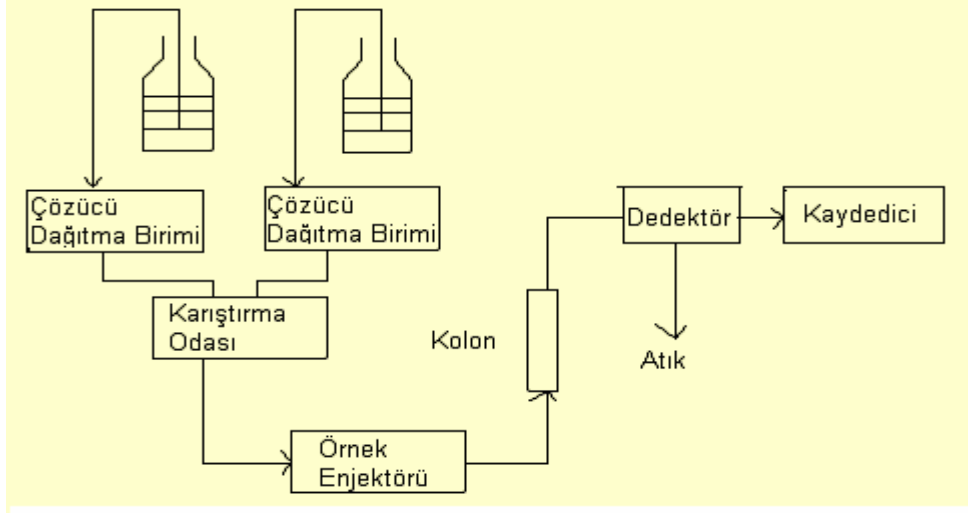 Çözücü
Dağıtma Birimi
Çözücü
Dağıtma Birimi
Karıştırma
Odası
Örnek
Enjektörü
Kolon
Dedektör
Kaydedici
Atık